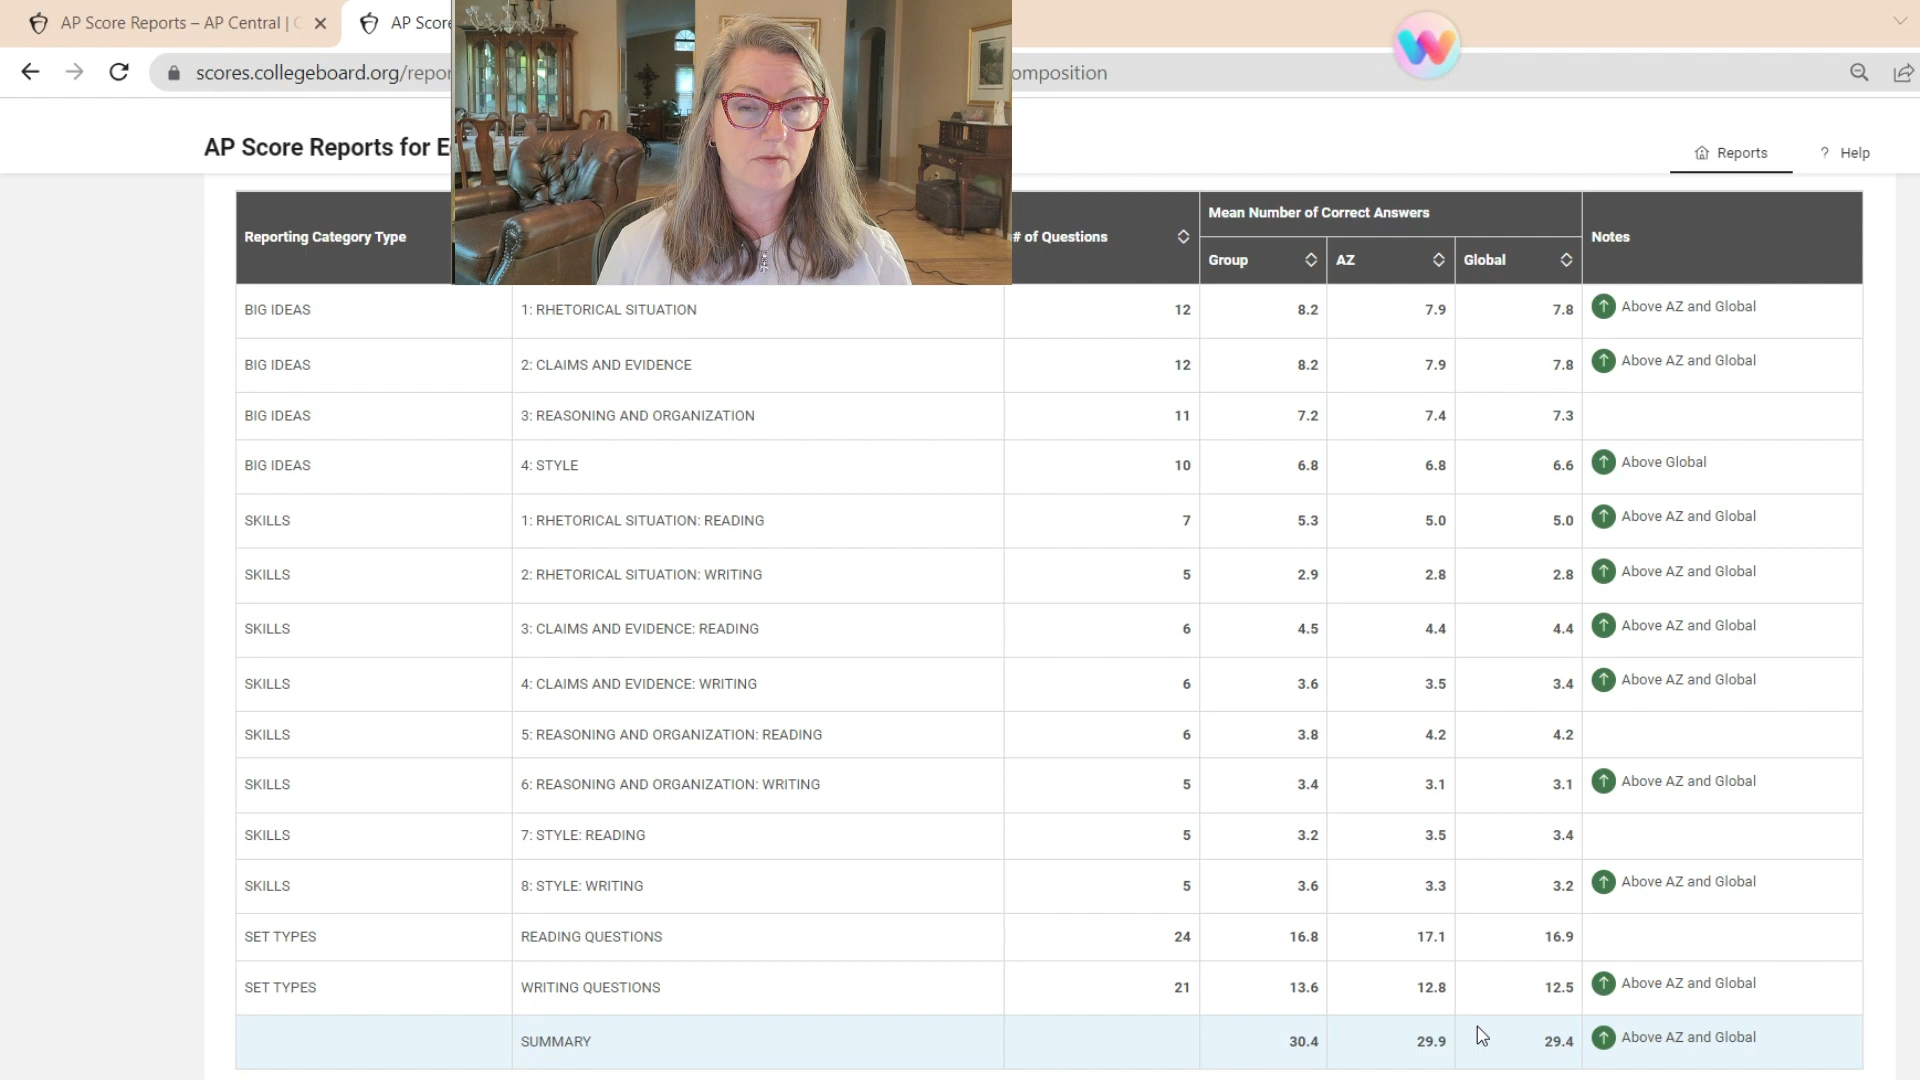 AP Score Reports – AP Central | C
AP Score
scores.collegeboard.org/repor omposition
AP Score Reports for E
Reports
? Help
Reporting Category Type # of Questions Mean Number of Correct Answers Notes
Group AZ Global
BIG IDEAS 1: RHETORICAL SITUATION 12 8.2 7.9 7.8 Above AZ and Global
BIG IDEAS 2: CLAIMS AND EVIDENCE 12 8.2 7.9 7.8 Above AZ and Global
BIG IDEAS 3: REASONING AND ORGANIZATION 11 7.2 7.4 7.3
BIG IDEAS 4: STYLE 10 6.8 6.8 6.6 Above Global
SKILLS 1: RHETORICAL SITUATION: READING 7 5.3 5.0 5.0 Above AZ and Global
SKILLS 2: RHETORICAL SITUATION: WRITING 5 2.9 2.8 2.8 Above AZ and Global
SKILLS 3: CLAIMS AND EVIDENCE: READING 6 4.5 4.4 4.4 Above AZ and Global
SKILLS 4: CLAIMS AND EVIDENCE: WRITING 6 3.6 3.5 3.4 Above AZ and Global
SKILLS 5: REASONING AND ORGANIZATION: READING 6 3.8 4.2 4.2
SKILLS 6: REASONING AND ORGANIZATION: WRITING 5 3.4 3.1 3.1 Above AZ and Global
SKILLS 7: STYLE: READING 5 3.2 3.5 3.4
SKILLS 8: STYLE: WRITING 5 3.6 3.3 3.2 Above AZ and Global
SET TYPES READING QUESTIONS 24 16.8 17.1 16.9
SET TYPES WRITING QUESTIONS 21 13.6 12.8 12.5 Above AZ and Global
SUMMARY 30.4 29.9 29.4 Above AZ and Global